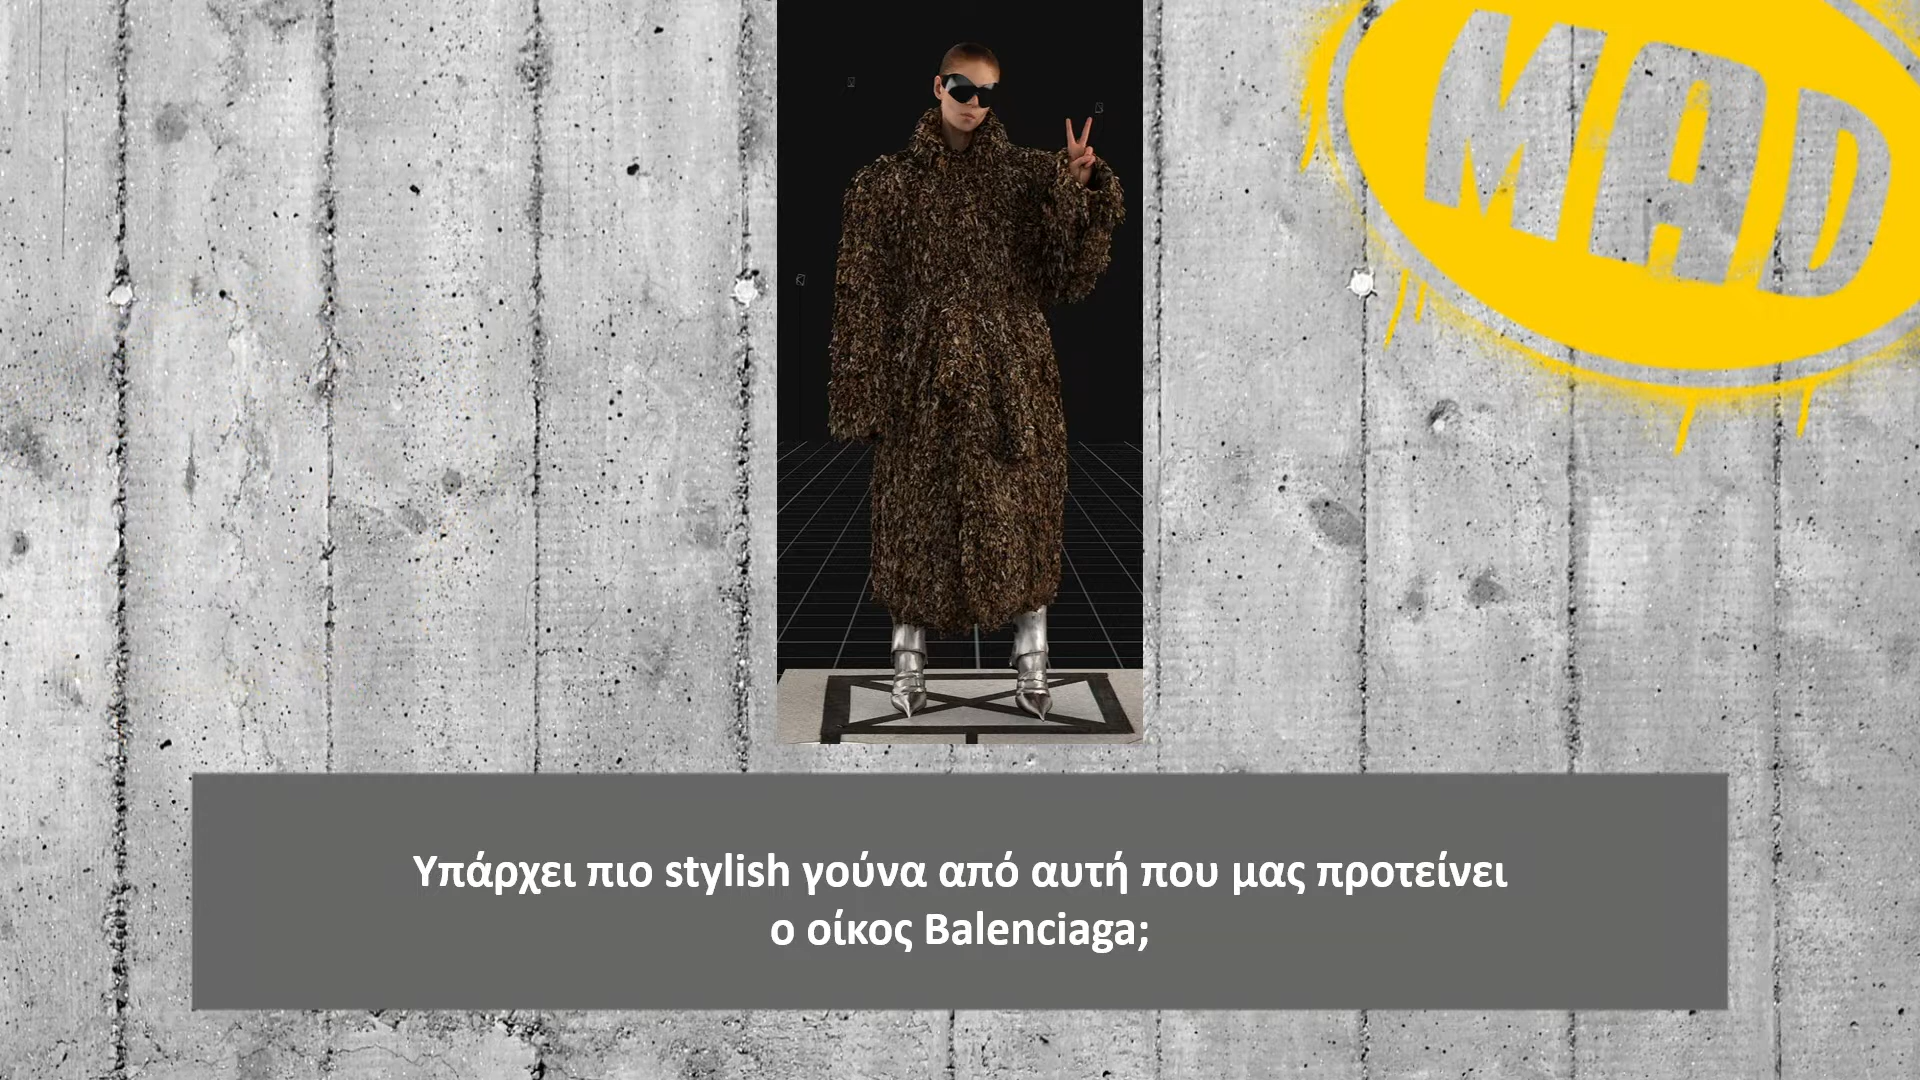 MAD
Υπάρχει πιο stylish γούνα από αυτή που μας προτείνει
ο οίκος Balenciaga;